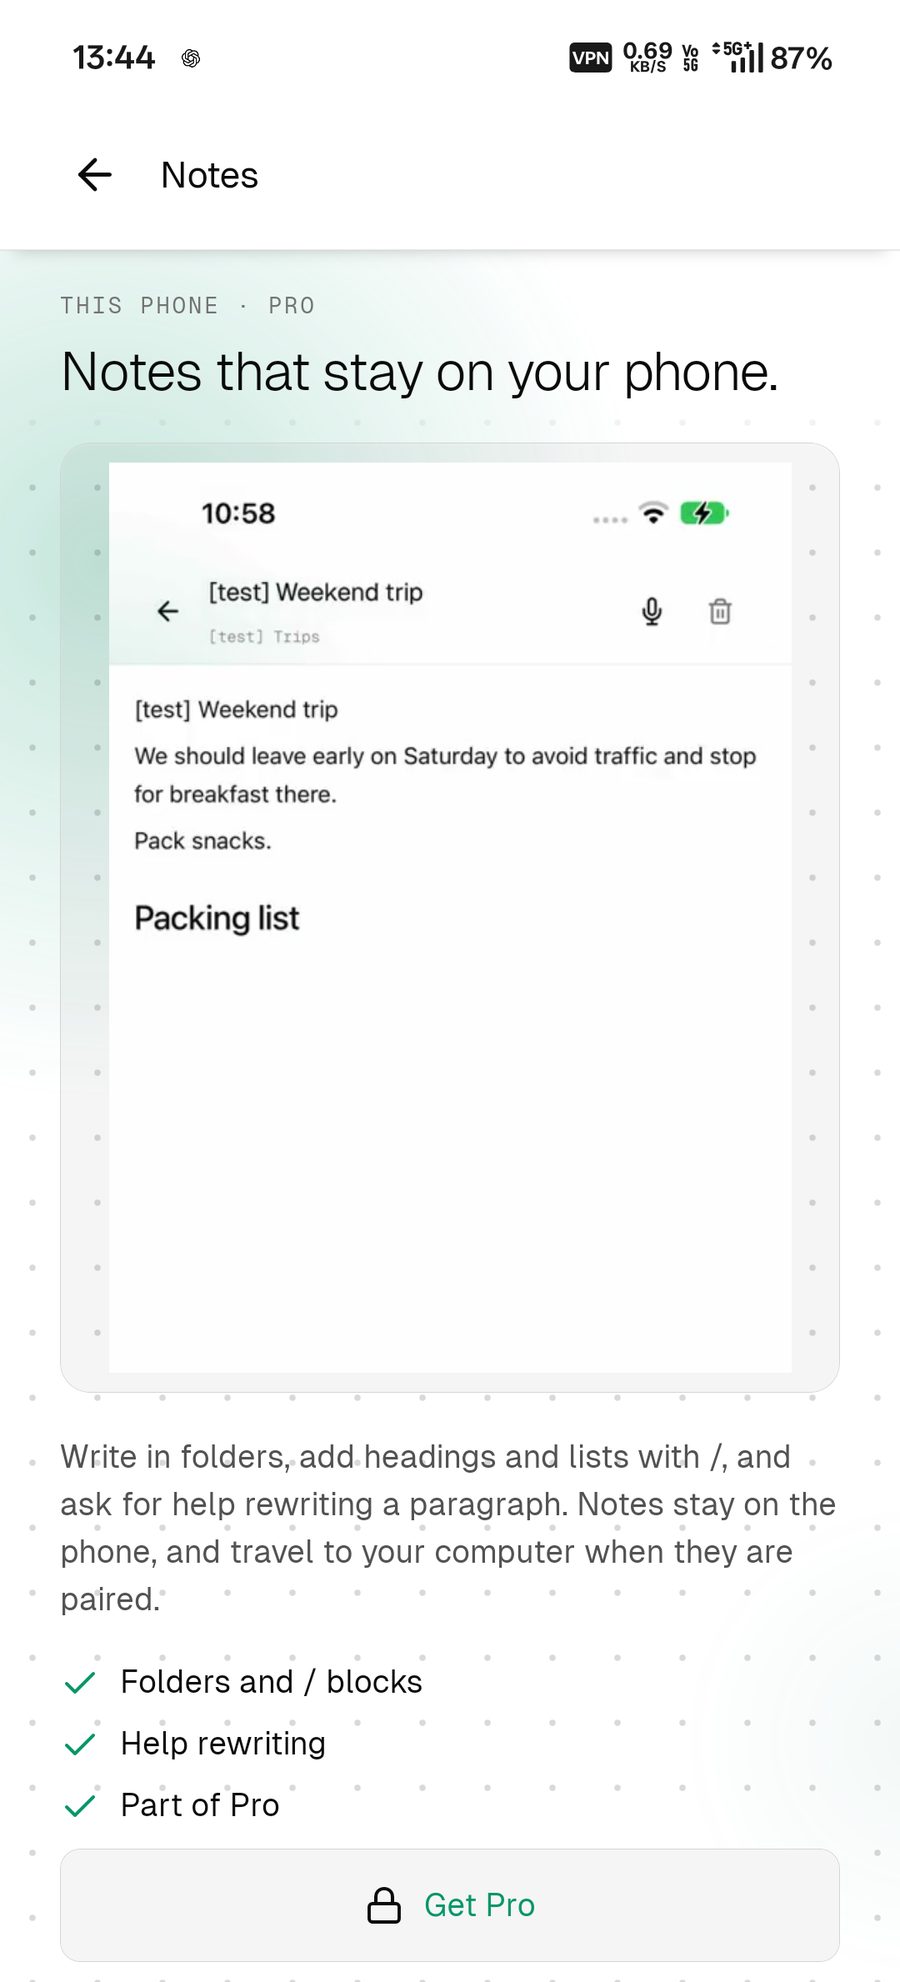 13:44
VPN 0.69 KB/S Vo 5G 5G+ 87%
Notes
THIS PHONE · PRO
Notes that stay on your phone.
10:58
[test] Weekend trip
[test] Trips
[test] Weekend trip
We should leave early on Saturday to avoid traffic and stop
for breakfast there.
Pack snacks.
Packing list
Write in folders, add headings and lists with /, and
ask for help rewriting a paragraph. Notes stay on the
phone, and travel to your computer when they are
paired.
Folders and / blocks
Help rewriting
Part of Pro
Get Pro